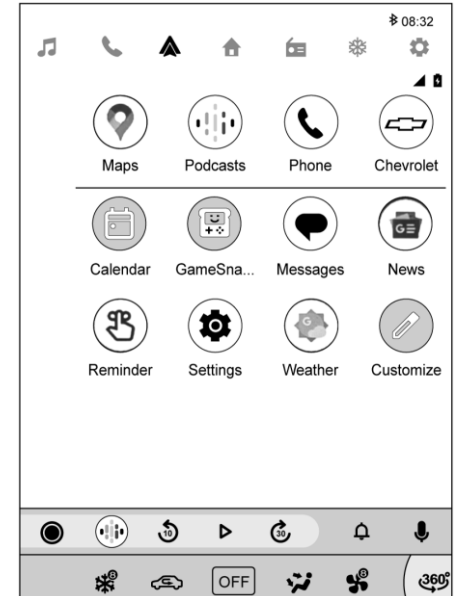 08:32
Maps Podcasts Phone Chevrolet
G≡
Calendar GameSna... Messages News
G
Reminder Settings Weather Customize
10 30
OFF 360°